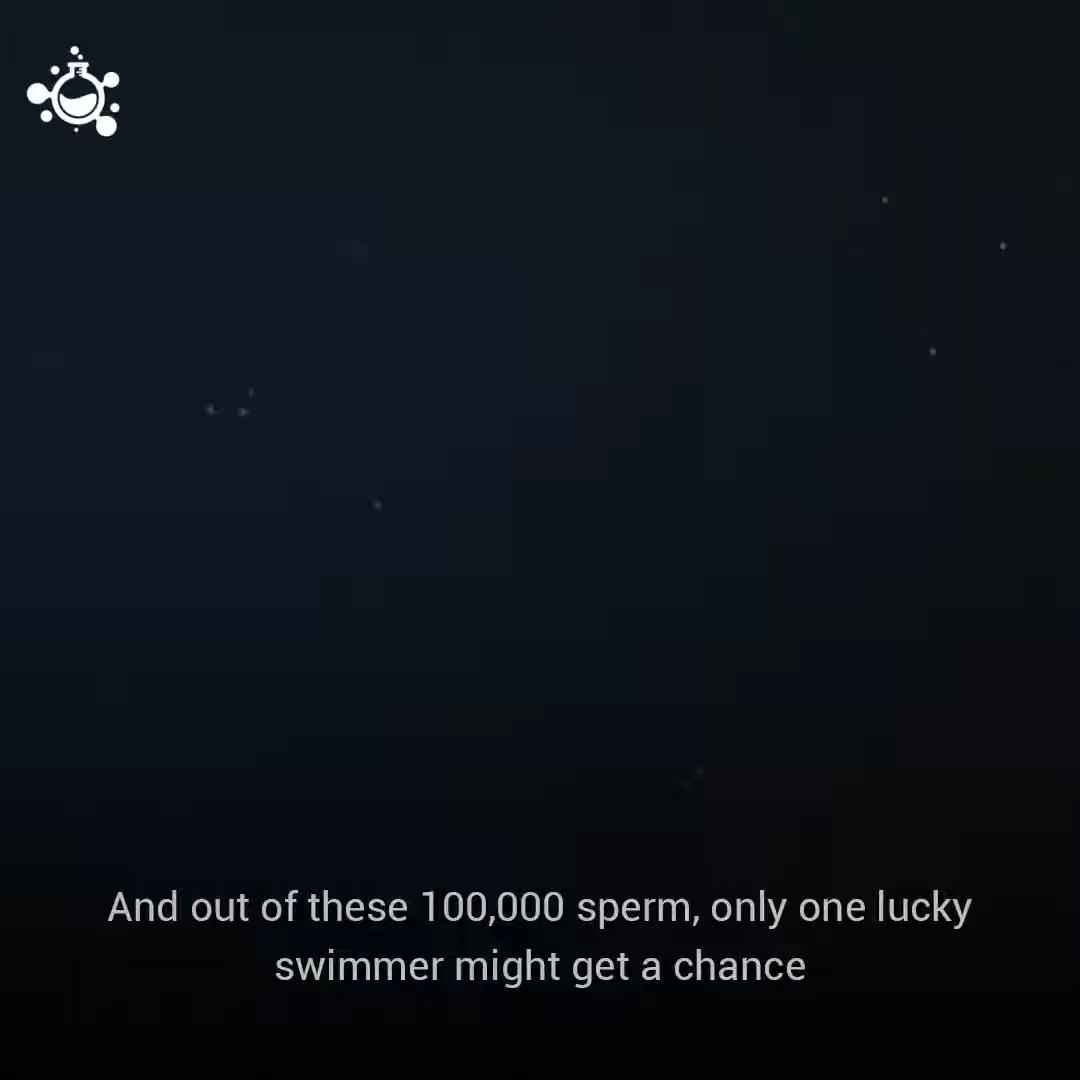 And out of these 100,000 sperm, only one lucky
swimmer might get a chance